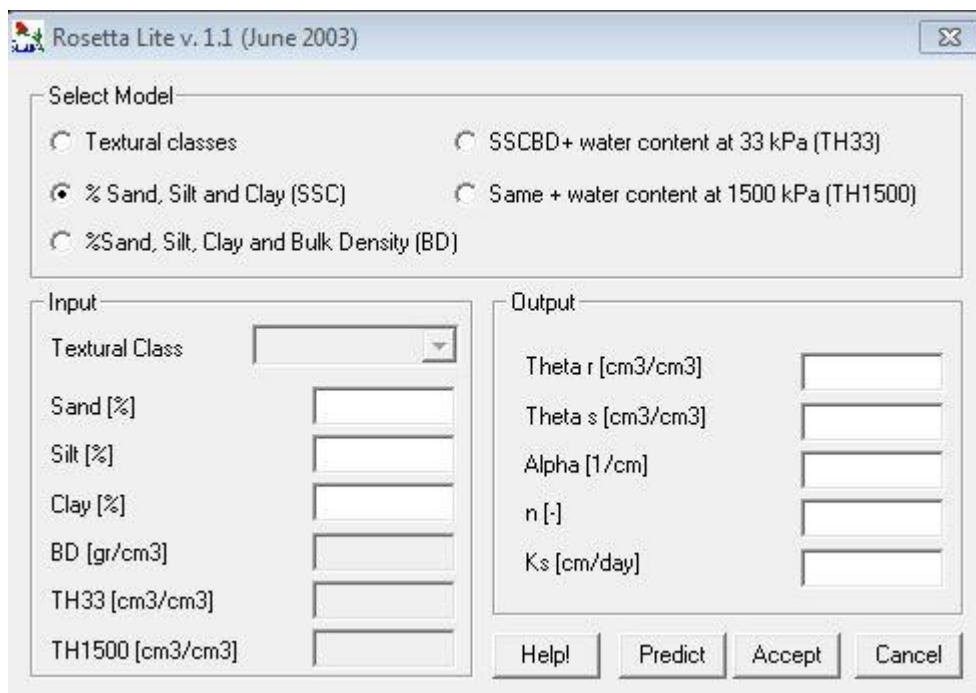 Rosetta Lite v. 1.1 (June 2003)
Select Model
Textural classes
% Sand, Silt and Clay (SSC)
%Sand, Silt, Clay and Bulk Density (BD)
SSCBD+ water content at 33 kPa (TH33)
Same + water content at 1500 kPa (TH1500)
Input
Textural Class
Sand [%]
Silt [%]
Clay [%]
BD [gr/cm3]
TH33 [cm3/cm3]
TH1500 [cm3/cm3]
Output
Theta r [cm3/cm3]
Theta s [cm3/cm3]
Alpha [1/cm]
n [-]
Ks [cm/day]
Help!
Predict
Accept
Cancel